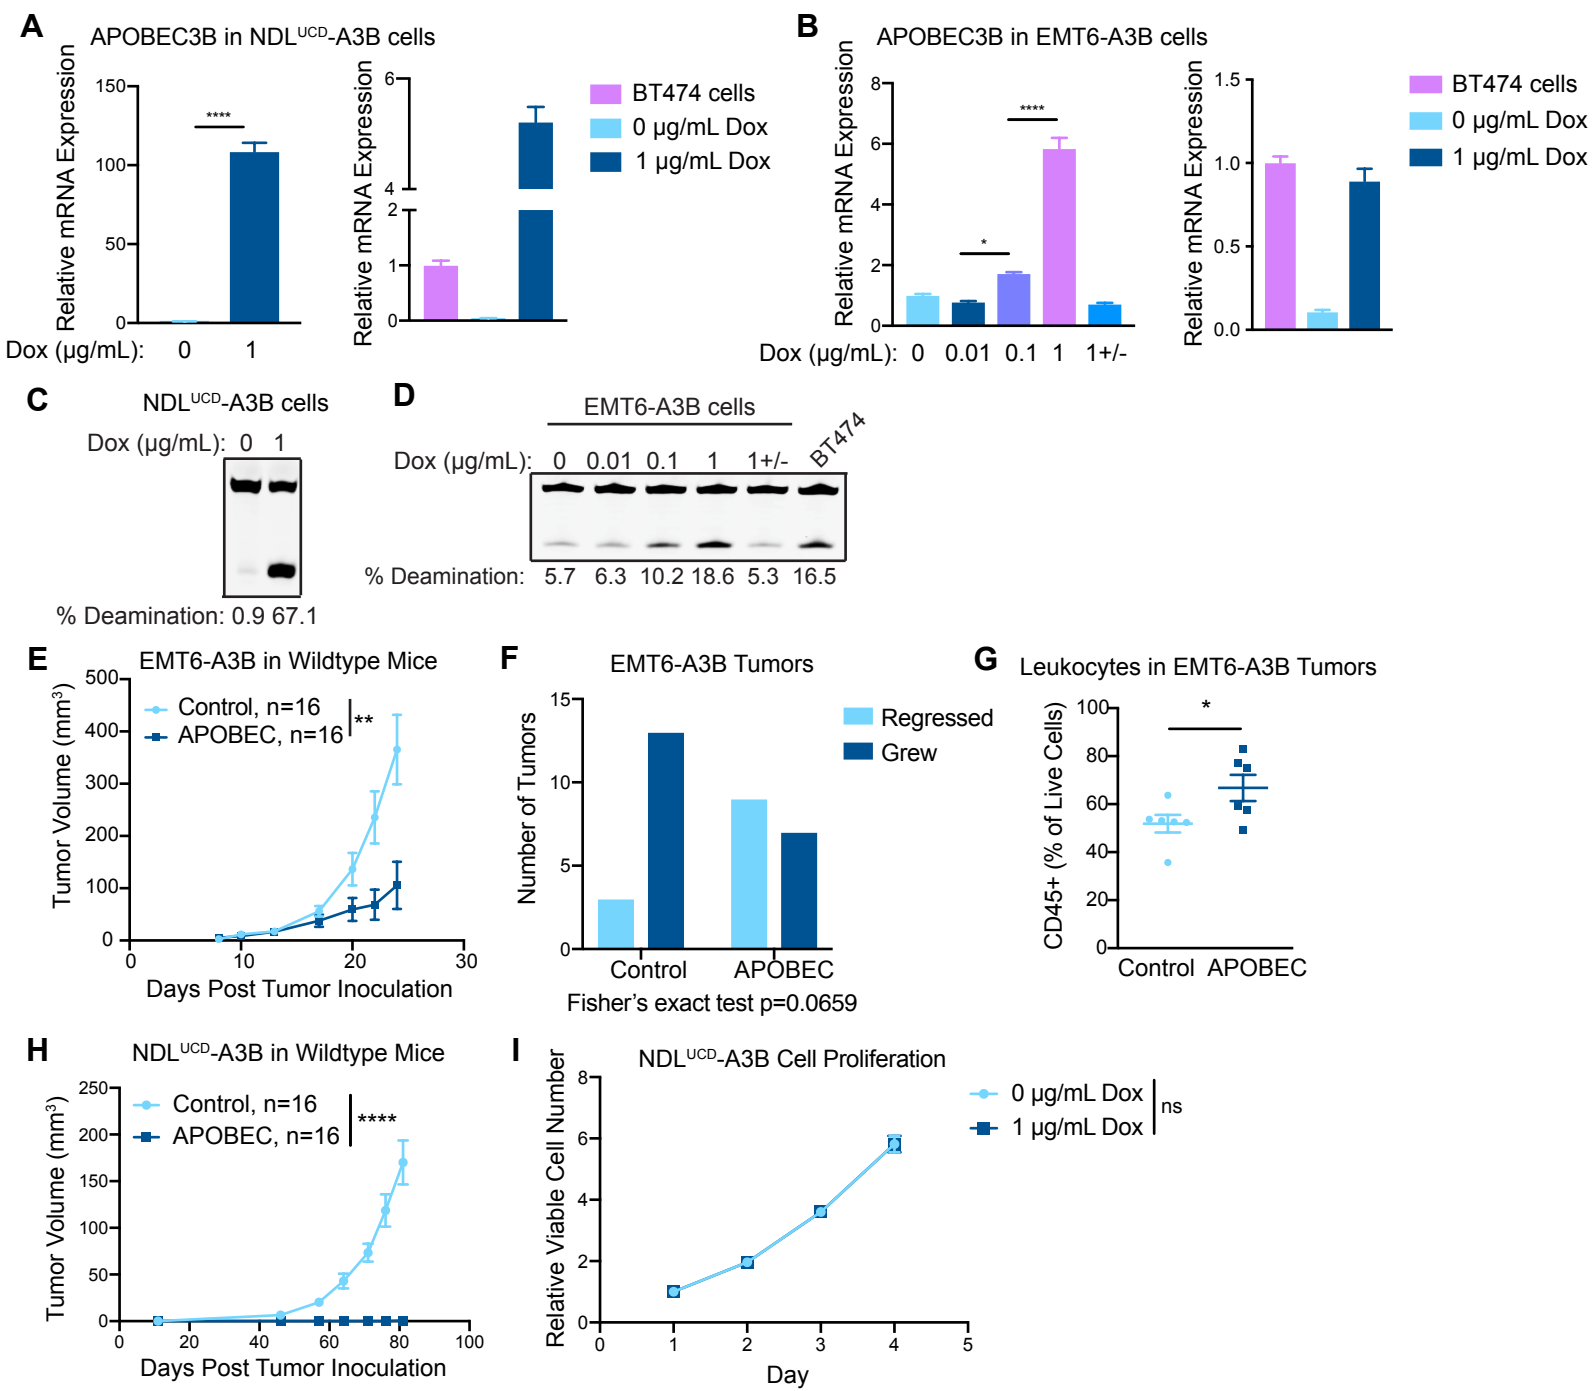 A
APOBEC3B in NDLUCD-A3B cells
Relative mRNA Expression
150
100
50
0
****
Dox (µg/mL): 0 1
Relative mRNA Expression
6
4
2
1
0
BT474 cells
0 µg/mL Dox
1 µg/mL Dox
B
APOBEC3B in EMT6-A3B cells
Relative mRNA Expression
8
6
4
2
0
*
****
Dox (µg/mL): 0 0.01 0.1 1 1+/-
Relative mRNA Expression
1.5
1.0
0.5
0.0
BT474 cells
0 µg/mL Dox
1 µg/mL Dox
C
NDLUCD-A3B cells
Dox (µg/mL): 0 1
% Deamination: 0.9 67.1
D
EMT6-A3B cells
Dox (µg/mL): 0 0.01 0.1 1 1+/- BT474
% Deamination: 5.7 6.3 10.2 18.6 5.3 16.5
E
EMT6-A3B in Wildtype Mice
Tumor Volume (mm3)
500
400
300
200
100
0
Control, n=16
APOBEC, n=16
**
0 10 20 30
Days Post Tumor Inoculation
F
EMT6-A3B Tumors
Number of Tumors
15
10
5
0
Regressed
Grew
Control APOBEC
Fisher's exact test p=0.0659
G
Leukocytes in EMT6-A3B Tumors
CD45+ (% of Live Cells)
100
80
60
40
20
0
*
Control APOBEC
H
NDLUCD-A3B in Wildtype Mice
Tumor Volume (mm3)
250
200
150
100
50
0
Control, n=16
APOBEC, n=16
****
0 20 40 60 80 100
Days Post Tumor Inoculation
I
NDLUCD-A3B Cell Proliferation
Relative Viable Cell Number
8
6
4
2
0
0 µg/mL Dox
1 µg/mL Dox
ns
0 1 2 3 4 5
Day